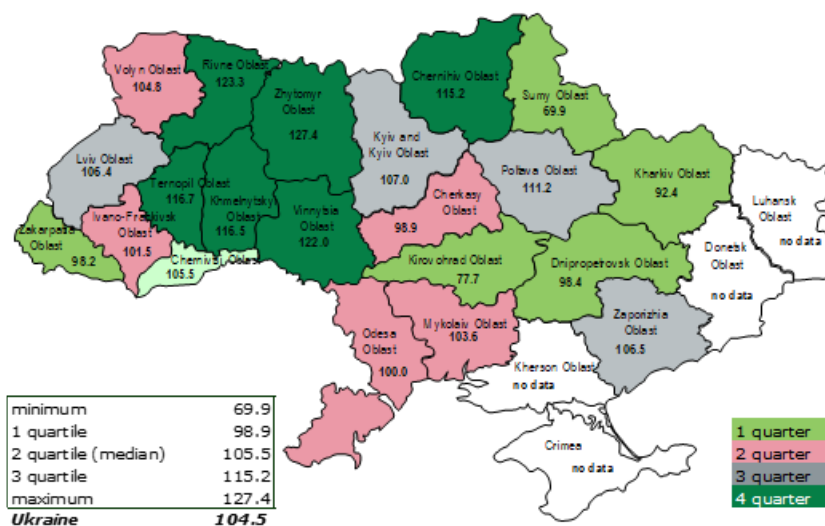 Volyn Oblast
104.8
Rivne Oblast
123.3
Zhytomyr
Oblast
127.4
Chernihiv Oblast
115.2
Sumy Oblast
69.9
Kyiv and
Kyiv Oblast
107.0
Lviv Oblast
106.4
Ternopil Oblast
116.7
Khmelnytsky
Oblast
116.5
Vinnytsia
Oblast
122.0
Cherkasy
Oblast
98.9
Poltava Oblast
111.2
Kharkiv Oblast
92.4
Luhansk
Oblast
no data
Zakarpattia
Oblast
98.2
Ivano-Frankivsk
Oblast
101.5
Chernivtsi Oblast
105.5
Kirovohrad Oblast
77.7
Dnipropetrovsk Oblast
98.4
Donetsk
Oblast
no data
Odesa
Oblast
100.0
Mykolaiv Oblast
103.6
Zaporizhia
Oblast
106.5
Kherson Oblast
no data
Crimea
no data
minimum 69.9
1 quartile 98.9
2 quartile (median) 105.5
3 quartile 115.2
maximum 127.4
Ukraine 104.5
1 quarter
2 quarter
3 quarter
4 quarter